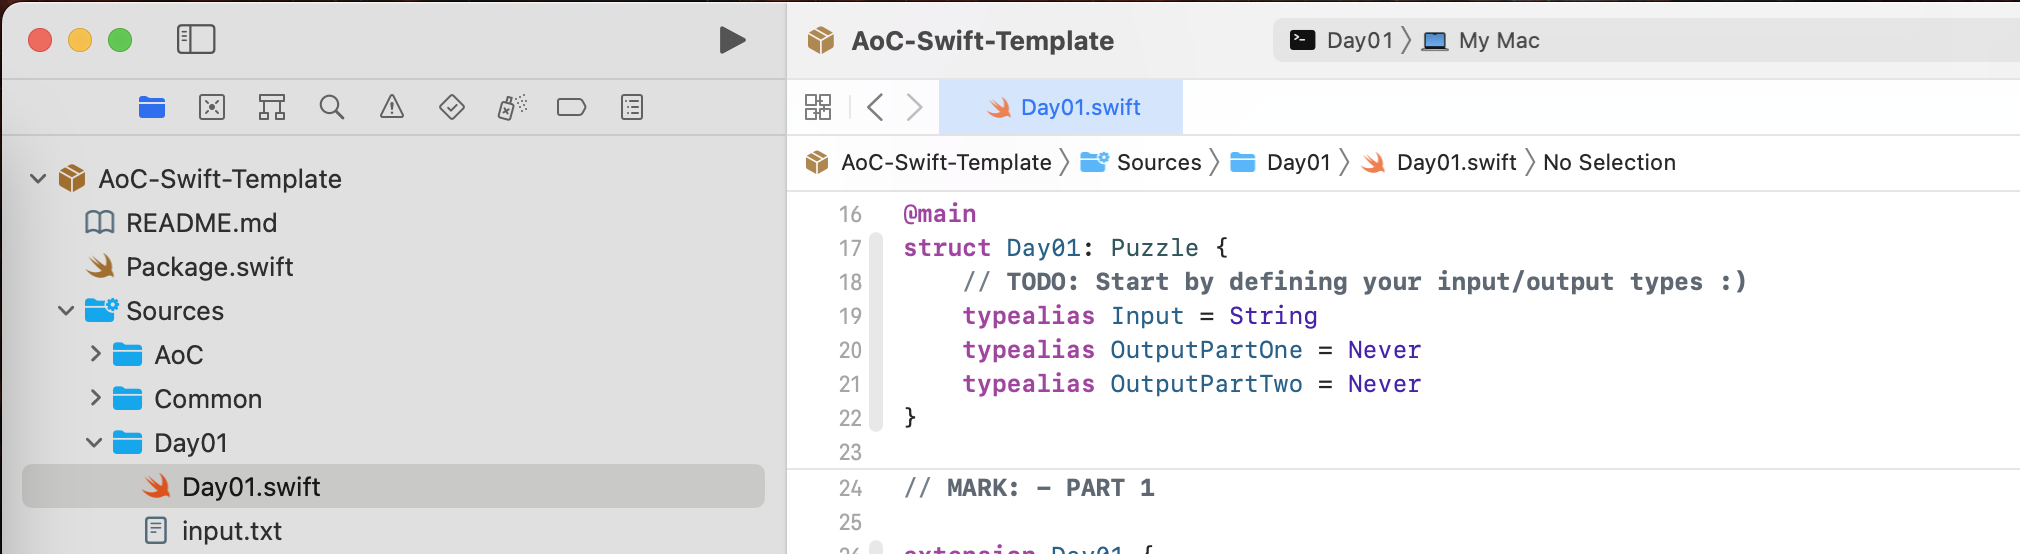 AoC-Swift-Template
Day01 〉 My Mac
Day01.swift
AoC-Swift-Template 〉 Sources 〉 Day01 〉 Day01.swift 〉 No Selection
AoC-Swift-Template
README.md
Package.swift
Sources
AoC
Common
Day01
Day01.swift
input.txt
16 @main
17 struct Day01: Puzzle {
18 // TODO: Start by defining your input/output types :)
19 typealias Input = String
20 typealias OutputPartOne = Never
21 typealias OutputPartTwo = Never
22 }
23
24 // MARK: - PART 1
25
26 extension Day01 {